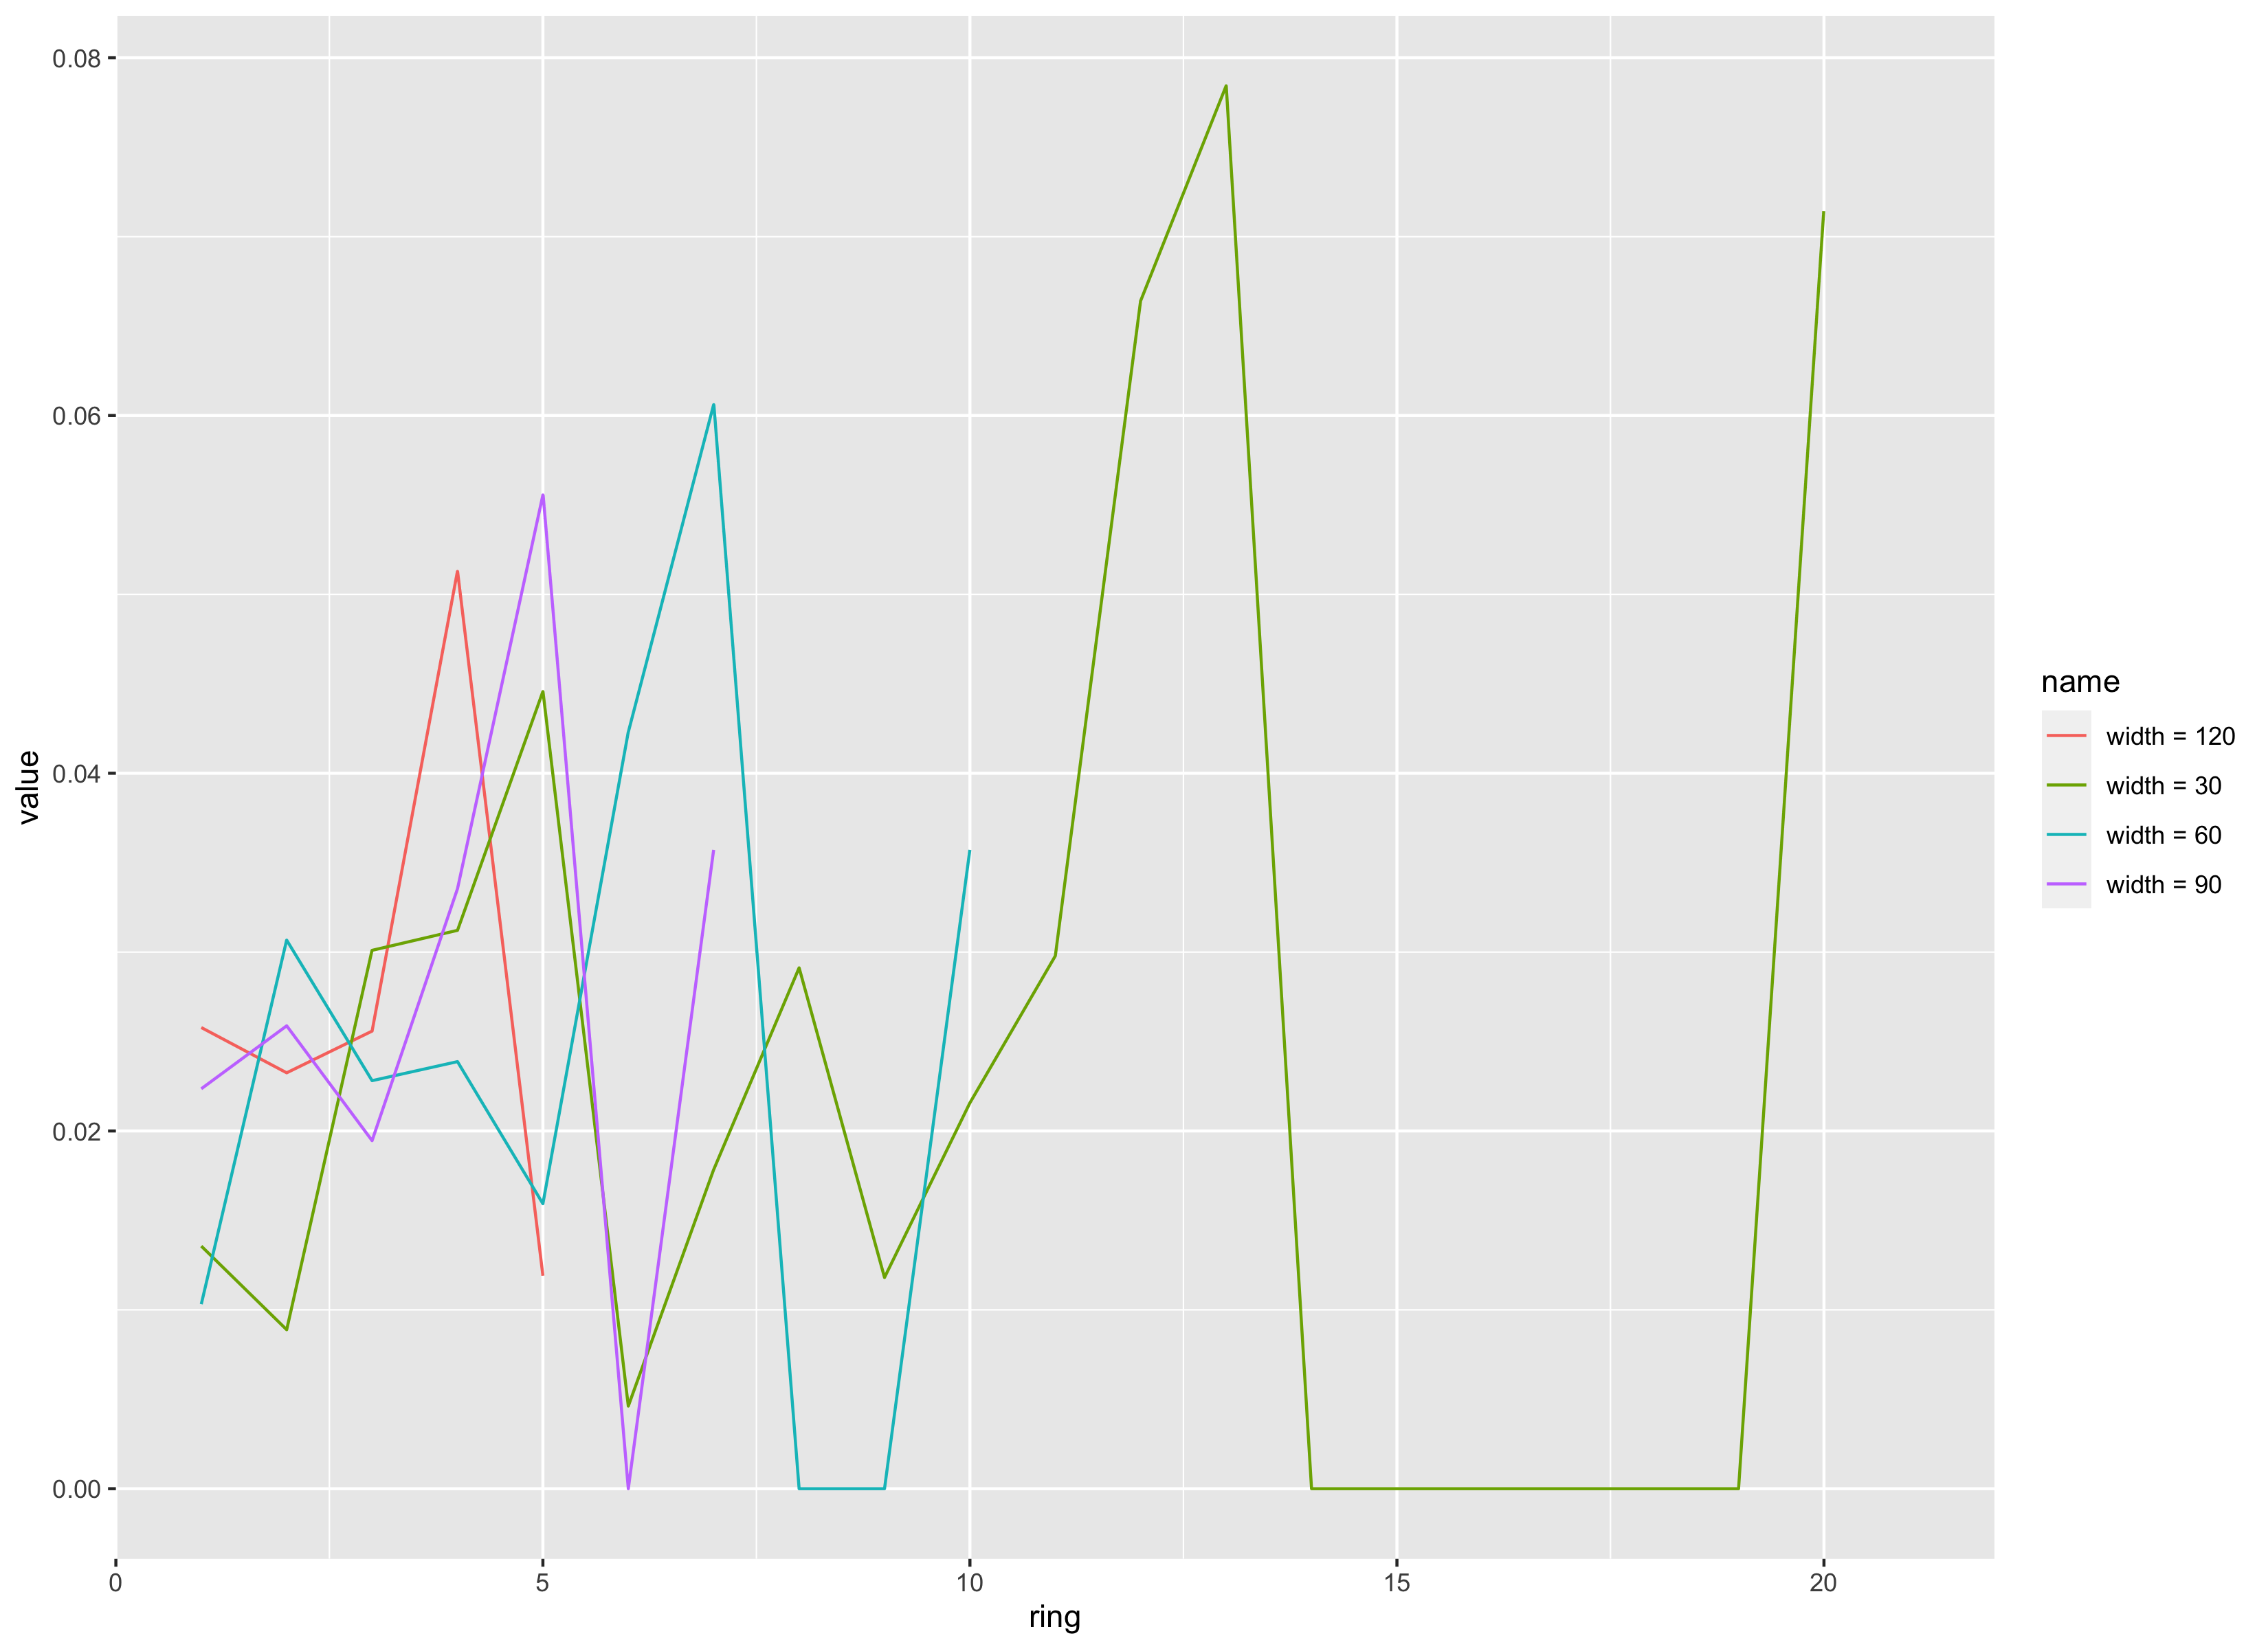 0.08
0.06
0.04
0.02
0.00
value
0
5
10
15
20
ring
name
width = 120
width = 30
width = 60
width = 90